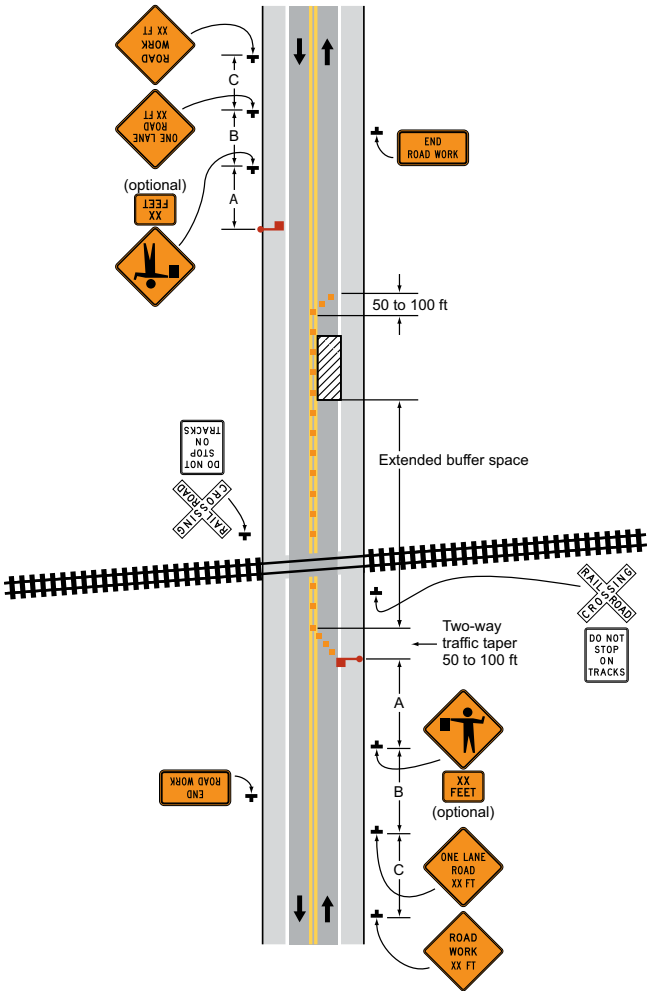 ROAD
WORK
XX FT
C
ONE LANE
ROAD
XX FT
B
END
ROAD WORK
(optional)
XX
FEET
A
50 to 100 ft
DO NOT
STOP
ON
TRACKS
RAILROAD
CROSSING
Extended buffer space
RAILROAD
CROSSING
Two-way
traffic taper
50 to 100 ft
DO NOT
STOP
ON
TRACKS
A
END
ROAD WORK
B
XX
FEET
(optional)
C
ONE LANE
ROAD
XX FT
ROAD
WORK
XX FT